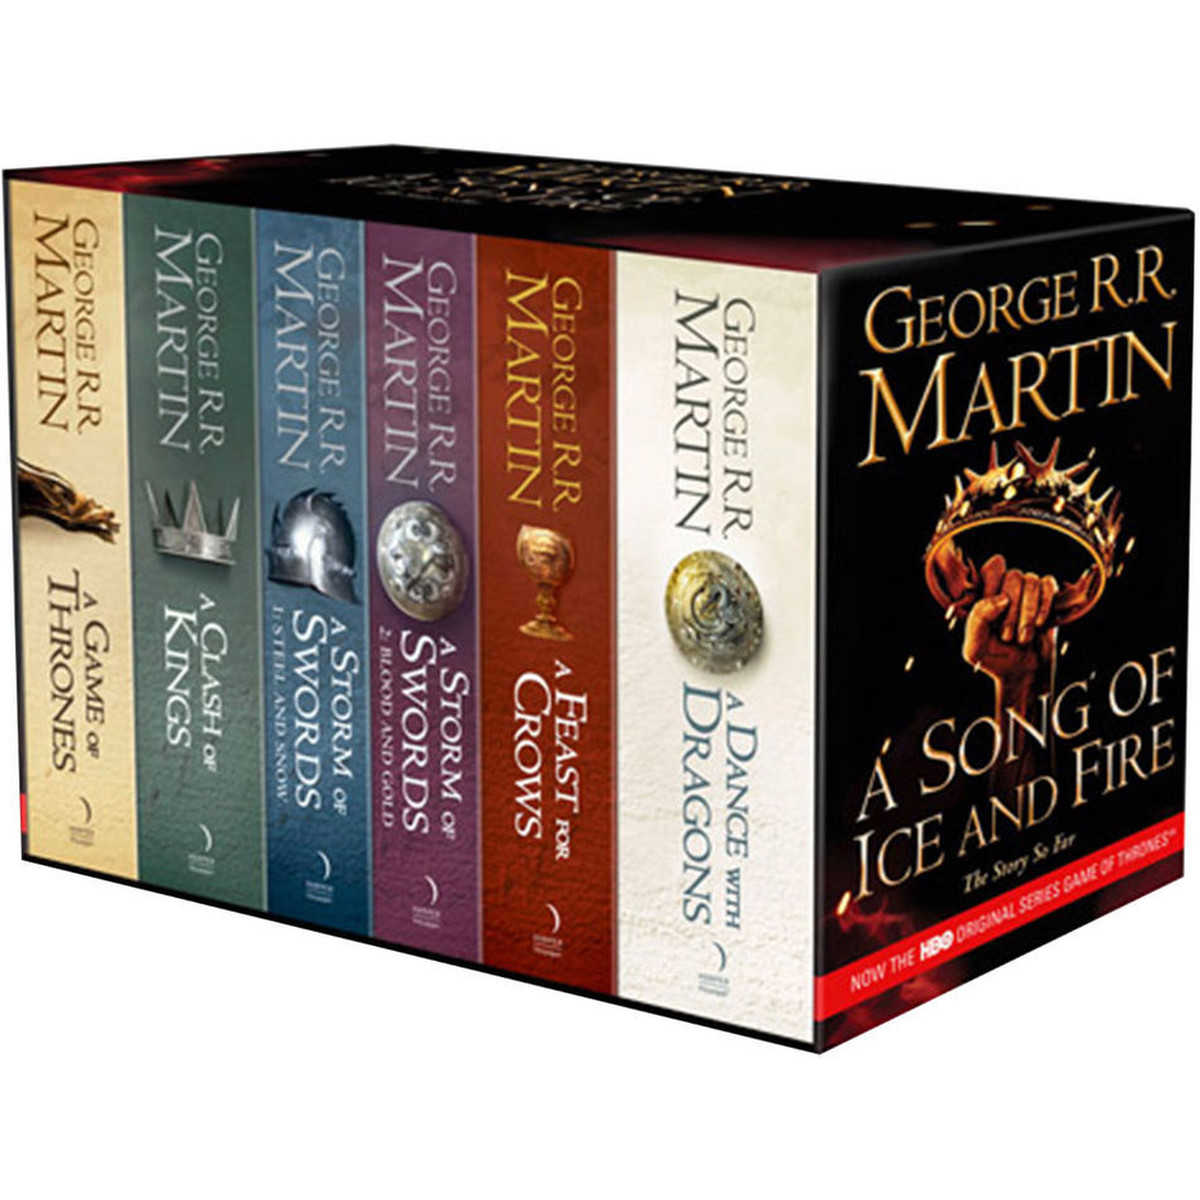 GEORGE R.R.
MARTIN
A GAME OF
THRONES
GEORGE R.R.
MARTIN
A CLASH OF
KINGS
GEORGE R.R.
MARTIN
A STORM OF
SWORDS
1: STEEL AND SNOW
GEORGE R.R.
MARTIN
A STORM OF
SWORDS
2: BLOOD AND GOLD
GEORGE R.R.
MARTIN
A FEAST FOR
CROWS
GEORGE R.R.
MARTIN
A DANCE WITH
DRAGONS
GEORGE R.R.
MARTIN
A SONG OF
ICE AND FIRE
The Story So Far
NOW THE HBO ORIGINAL SERIES GAME OF THRONES™